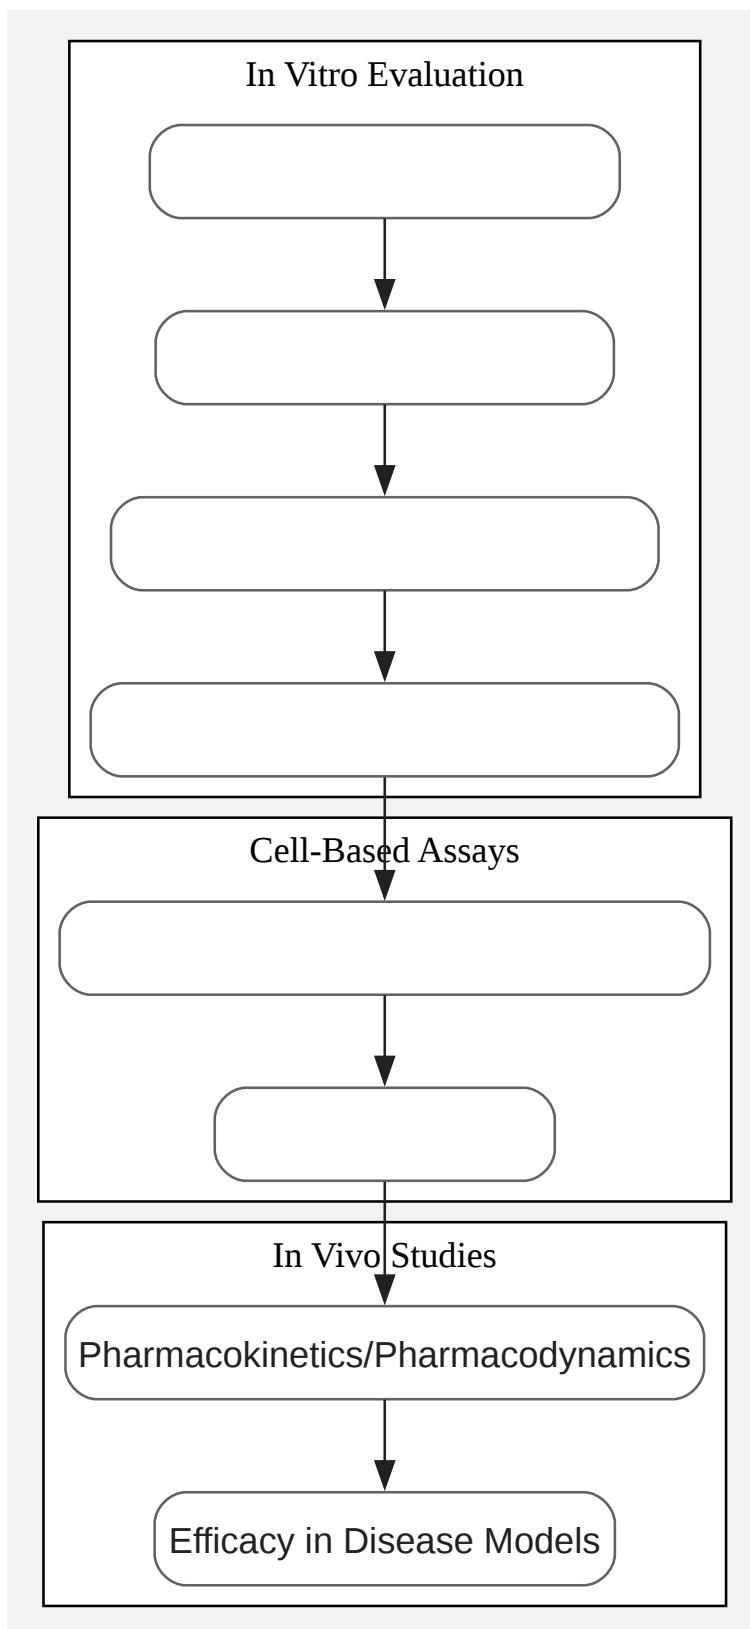 In Vitro Evaluation
Cell-Based Assays
In Vivo Studies
Pharmacokinetics/Pharmacodynamics
Efficacy in Disease Models